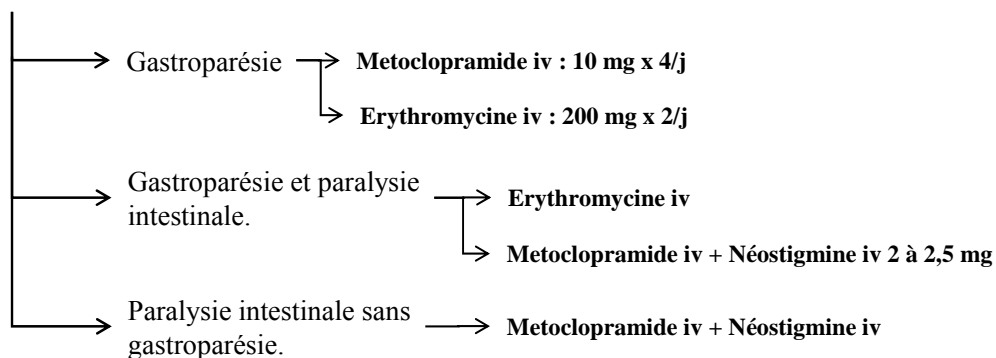 Gastroparésie
Metoclopramide iv : 10 mg x 4/j
Erythromycine iv : 200 mg x 2/j
Gastroparésie et paralysie
intestinale.
Erythromycine iv
Metoclopramide iv + Néostigmine iv 2 à 2,5 mg
Paralysie intestinale sans
gastroparésie.
Metoclopramide iv + Néostigmine iv